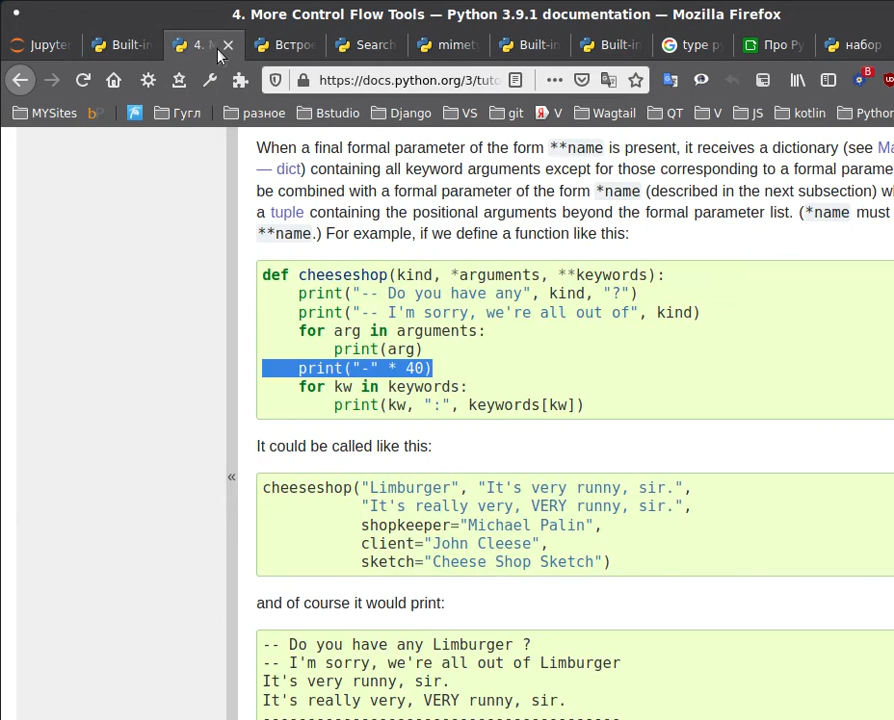 4. More Control Flow Tools — Python 3.9.1 documentation — Mozilla Firefox
Jupyte Built-in 4. M Встрое Search mimety Built-in Built-in type p Про Ру набор
https://docs.python.org/3/tuto B
MYSites Гугл разное Bstudio Django VS git V Wagtail QT V JS kotlin Python
When a final formal parameter of the form **name is present, it receives a dictionary (see Ma
— dict) containing all keyword arguments except for those corresponding to a formal parame
be combined with a formal parameter of the form *name (described in the next subsection) w
a tuple containing the positional arguments beyond the formal parameter list. (*name must
**name.) For example, if we define a function like this:
def cheeseshop(kind, *arguments, **keywords):
print("-- Do you have any", kind, "?")
print("-- I'm sorry, we're all out of", kind)
for arg in arguments:
print(arg)
print("-" * 40)
for kw in keywords:
print(kw, ":", keywords[kw])
It could be called like this:
«
cheeseshop("Limburger", "It's very runny, sir.",
"It's really very, VERY runny, sir.",
shopkeeper="Michael Palin",
client="John Cleese",
sketch="Cheese Shop Sketch")
and of course it would print:
-- Do you have any Limburger ?
-- I'm sorry, we're all out of Limburger
It's very runny, sir.
It's really very, VERY runny, sir.
----------------------------------------